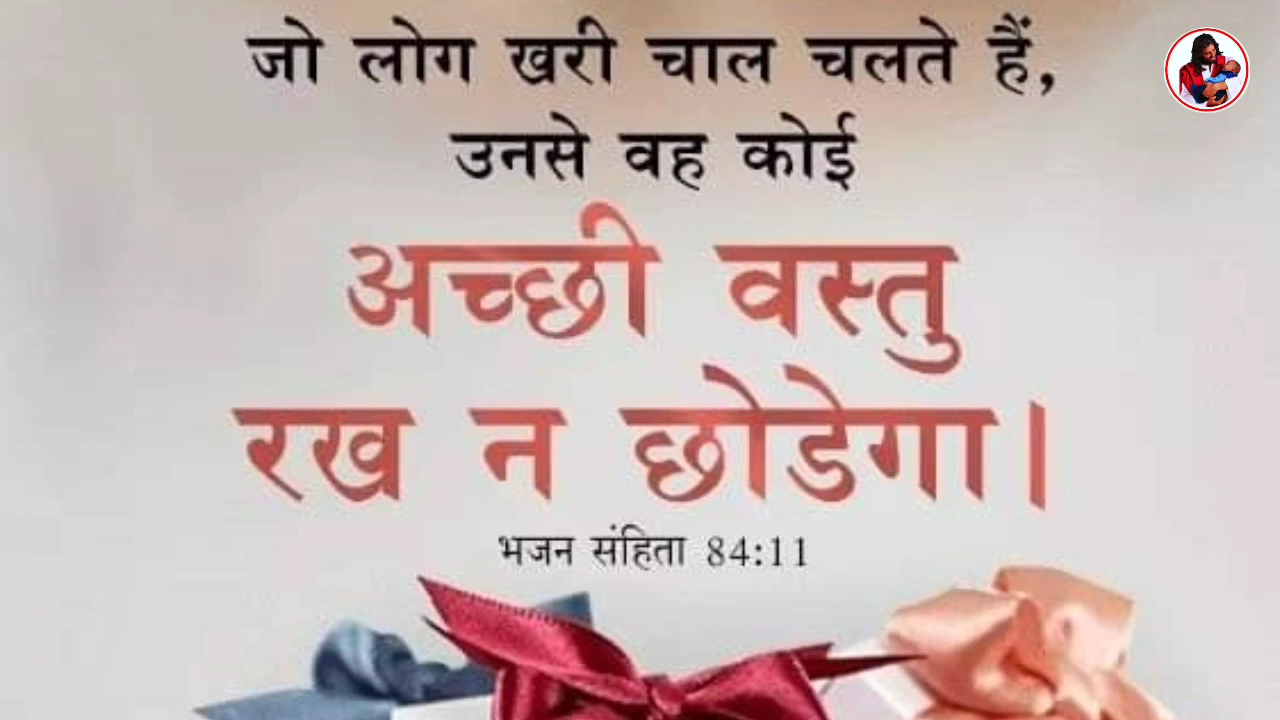 जो लोग खरी चाल चलते हैं,
उनसे वह कोई
अच्छी वस्तु
रख न छोडेगा।
भजन संहिता 84:11